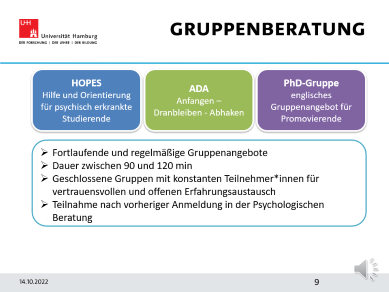 UHH
Universität Hamburg
DER FORSCHUNG | DER LEHRE | DER BILDUNG
GRUPPENBERATUNG
HOPES
Hilfe und Orientierung
für psychisch erkrankte
Studierende
ADA
Anfangen –
Dranbleiben - Abhaken
PhD-Gruppe
englisches
Gruppenangebot für
Promovierende
➢ Fortlaufende und regelmäßige Gruppenangebote
➢ Dauer zwischen 90 und 120 min
➢ Geschlossene Gruppen mit konstanten Teilnehmer*innen für
vertrauensvollen und offenen Erfahrungsaustausch
➢ Teilnahme nach vorheriger Anmeldung in der Psychologischen
Beratung
14.10.2022
9